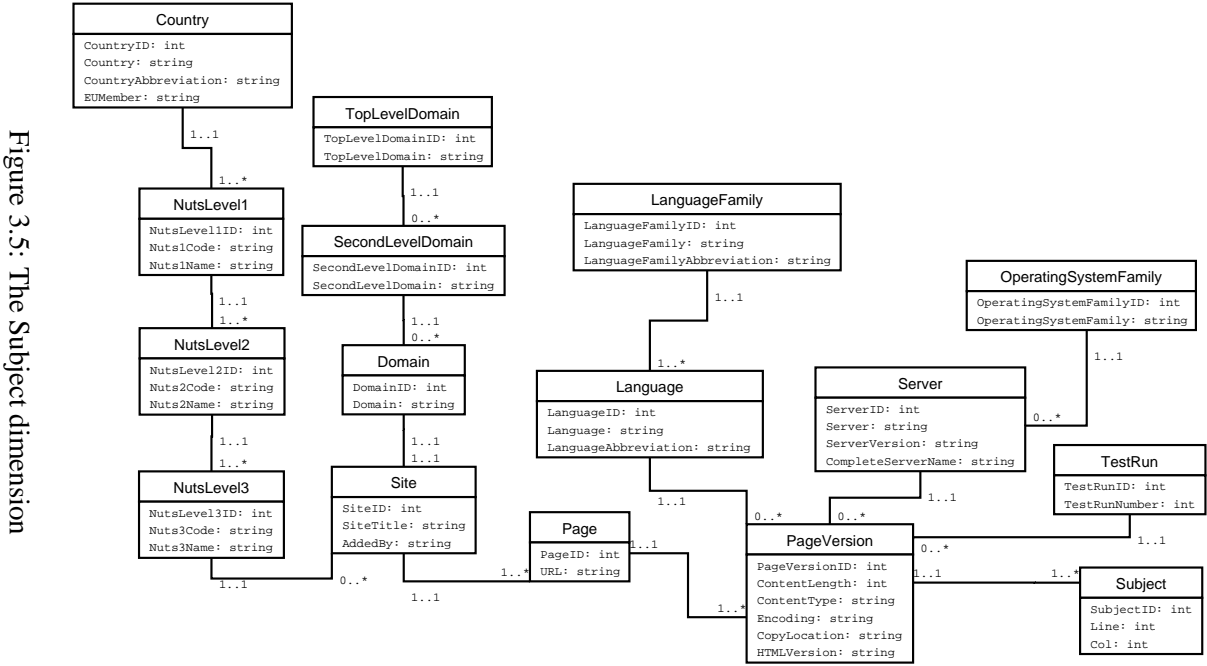 Figure 3.5: The Subject dimension
Country
CountryID: int
Country: string
CountryAbbreviation: string
EUMember: string
1..1
1..*
NutsLevel1
NutsLevel1ID: int
Nuts1Code: string
Nuts1Name: string
1..1
1..*
NutsLevel2
NutsLevel2ID: int
Nuts2Code: string
Nuts2Name: string
1..1
1..*
NutsLevel3
NutsLevel3ID: int
Nuts3Code: string
Nuts3Name: string
1..1
0..*
TopLevelDomain
TopLevelDomainID: int
TopLevelDomain: string
1..1
0..*
SecondLevelDomain
SecondLevelDomainID: int
SecondLevelDomain: string
1..1
0..*
Domain
DomainID: int
Domain: string
1..1
1..1
Site
SiteID: int
SiteTitle: string
AddedBy: string
1..1
1..*
Page
PageID: int
URL: string
1..1
1..*
LanguageFamily
LanguageFamilyID: int
LanguageFamily: string
LanguageFamilyAbbreviation: string
1..1
1..*
Language
LanguageID: int
Language: string
LanguageAbbreviation: string
1..1
0..*
OperatingSystemFamily
OperatingSystemFamilyID: int
OperatingSystemFamily: string
1..1
0..*
Server
ServerID: int
Server: string
ServerVersion: string
CompleteServerName: string
1..1
0..*
TestRun
TestRunID: int
TestRunNumber: int
1..1
0..*
PageVersion
PageVersionID: int
ContentLength: int
ContentType: string
Encoding: string
CopyLocation: string
HTMLVersion: string
1..1
1..*
Subject
SubjectID: int
Line: int
Col: int